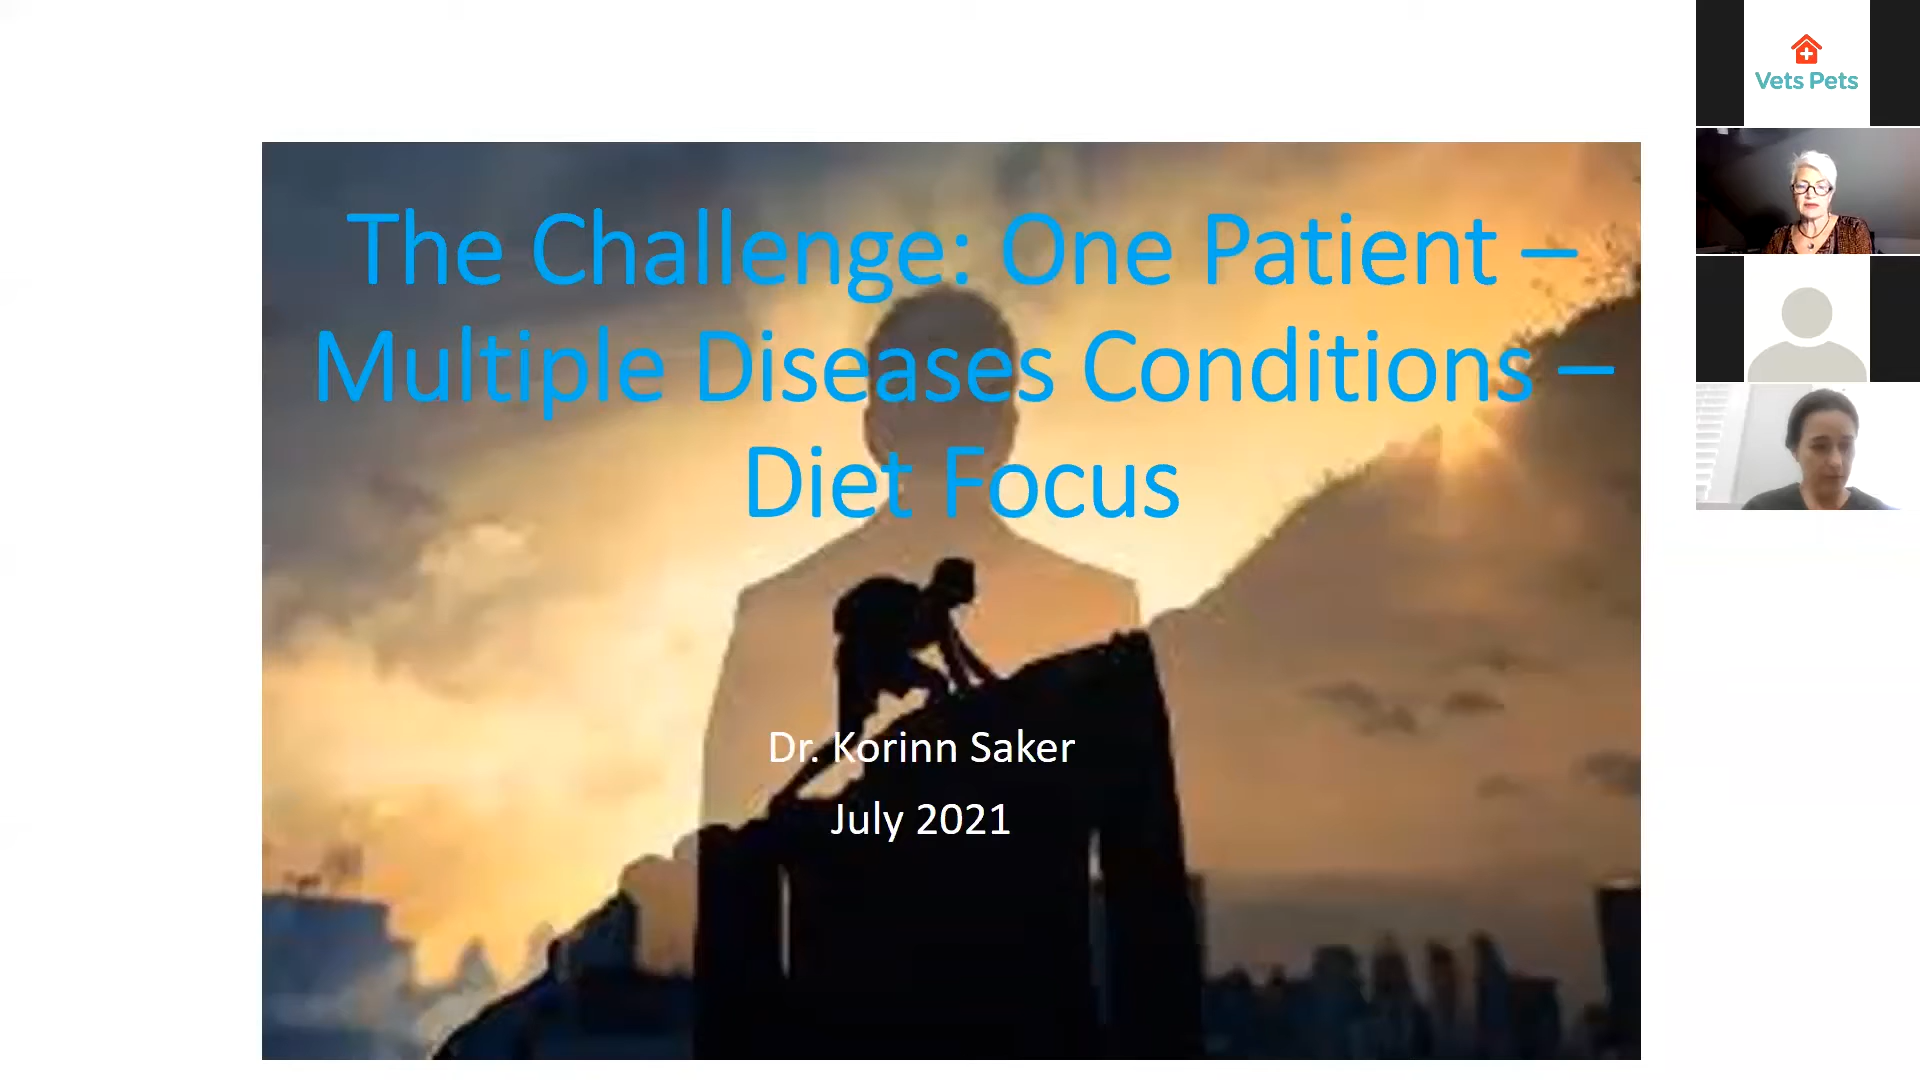 The Challenge: One Patient –
Multiple Diseases Conditions –
Diet Focus
Dr. Korinn Saker
July 2021
Vets Pets